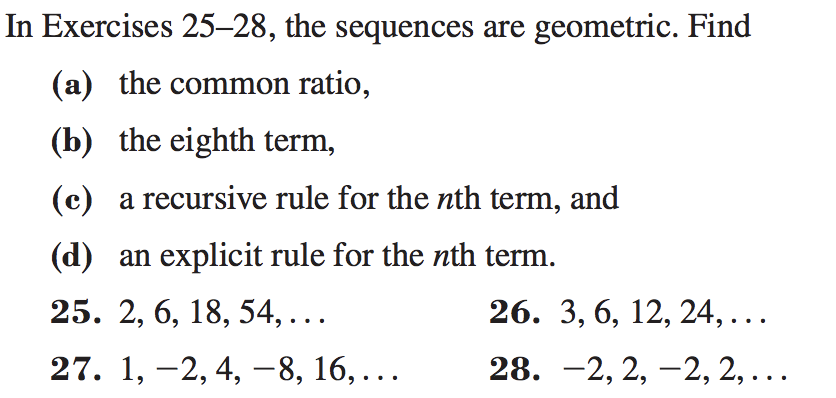 In Exercises 25–28, the sequences are geometric. Find
(a) the common ratio,
(b) the eighth term,
(c) a recursive rule for the nth term, and
(d) an explicit rule for the nth term.
25. 2, 6, 18, 54, . . .
26. 3, 6, 12, 24, . . .
27. 1, −2, 4, −8, 16, . . .
28. −2, 2, −2, 2, . . .